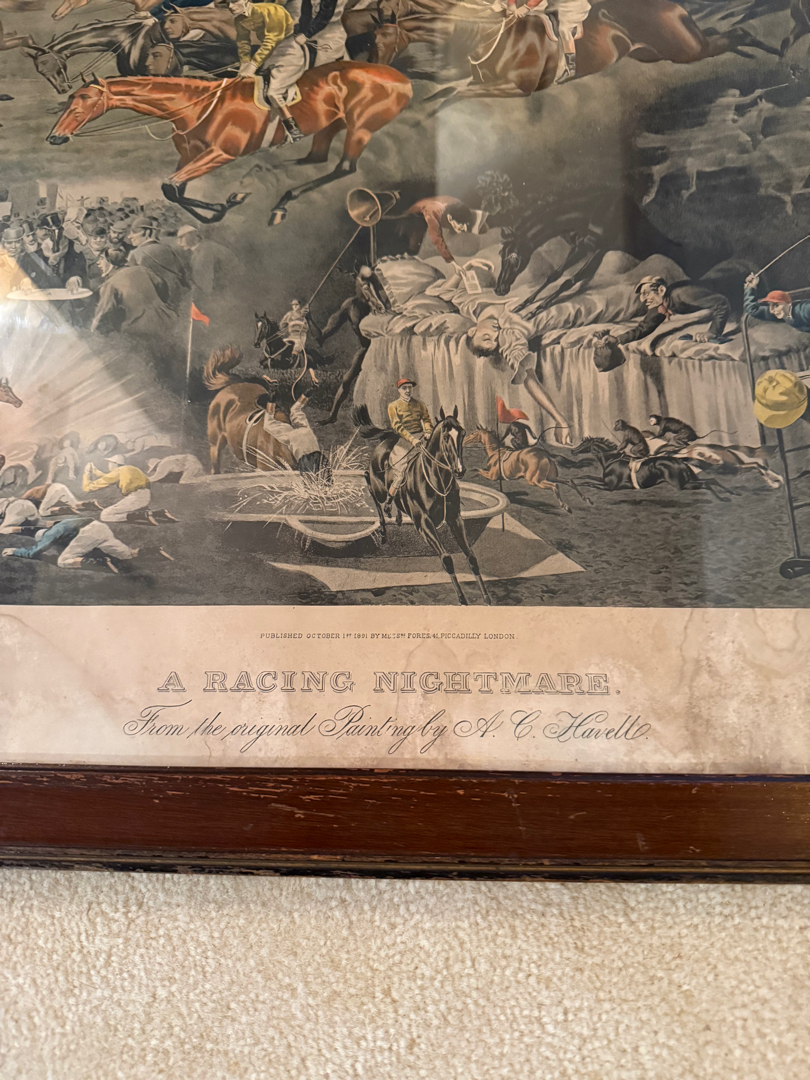 PUBLISHED OCTOBER 1ST 1891 BY MESSRS FORES, 41, PICCADILLY LONDON.
A RACING NIGHTMARE.
From the original Painting by A. C. Havell.